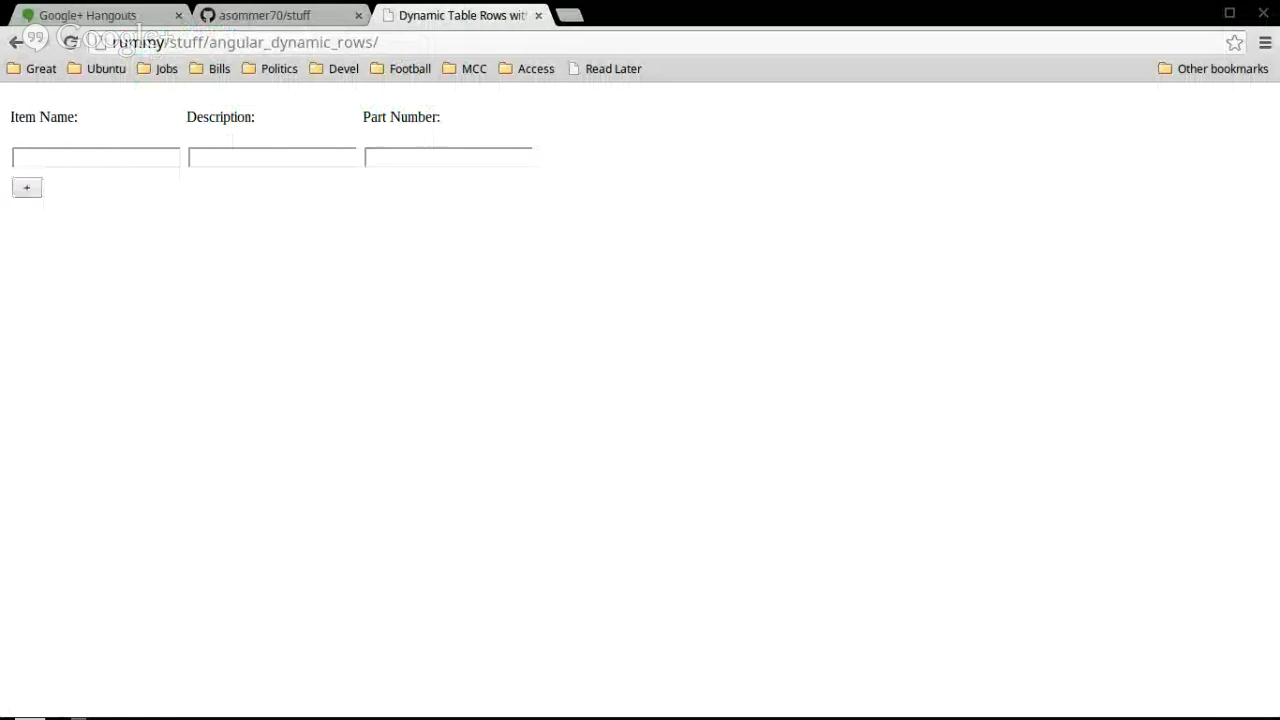 Google+ Hangouts
asommer70/stuff
Dynamic Table Rows wit
Google+
rummy/stuff/angular_dynamic_rows/
Great
Ubuntu
Jobs
Bills
Politics
Devel
Football
MCC
Access
Read Later
Other bookmarks
Item Name:
Description:
Part Number:
+